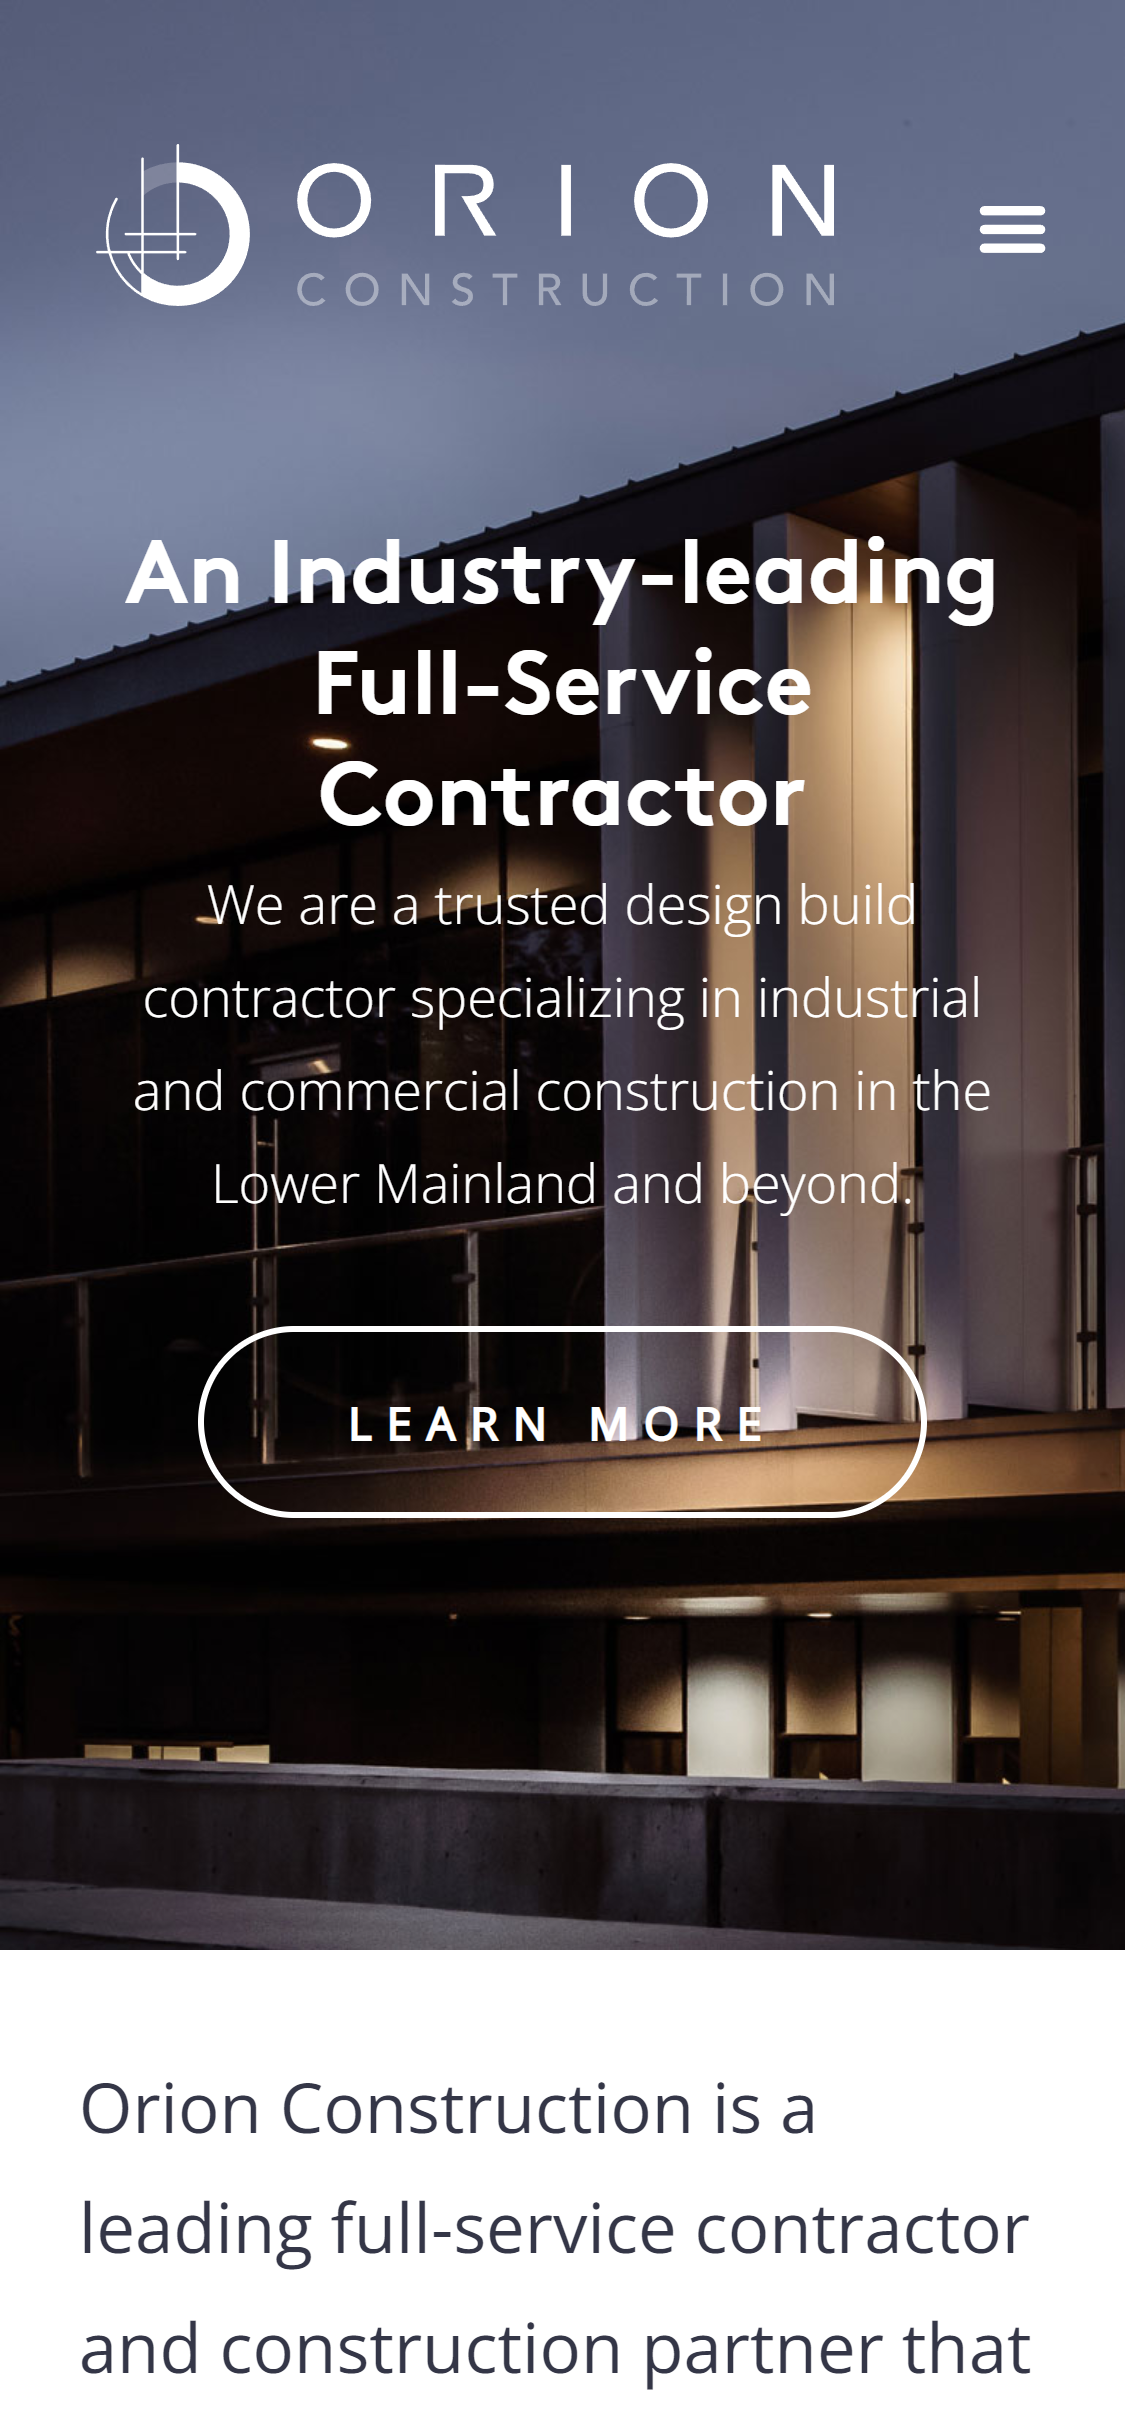 ORION
CONSTRUCTION
An Industry-leading
Full-Service
Contractor
We are a trusted design build
contractor specializing in industrial
and commercial construction in the
Lower Mainland and beyond.
LEARN MORE
Orion Construction is a
leading full-service contractor
and construction partner that